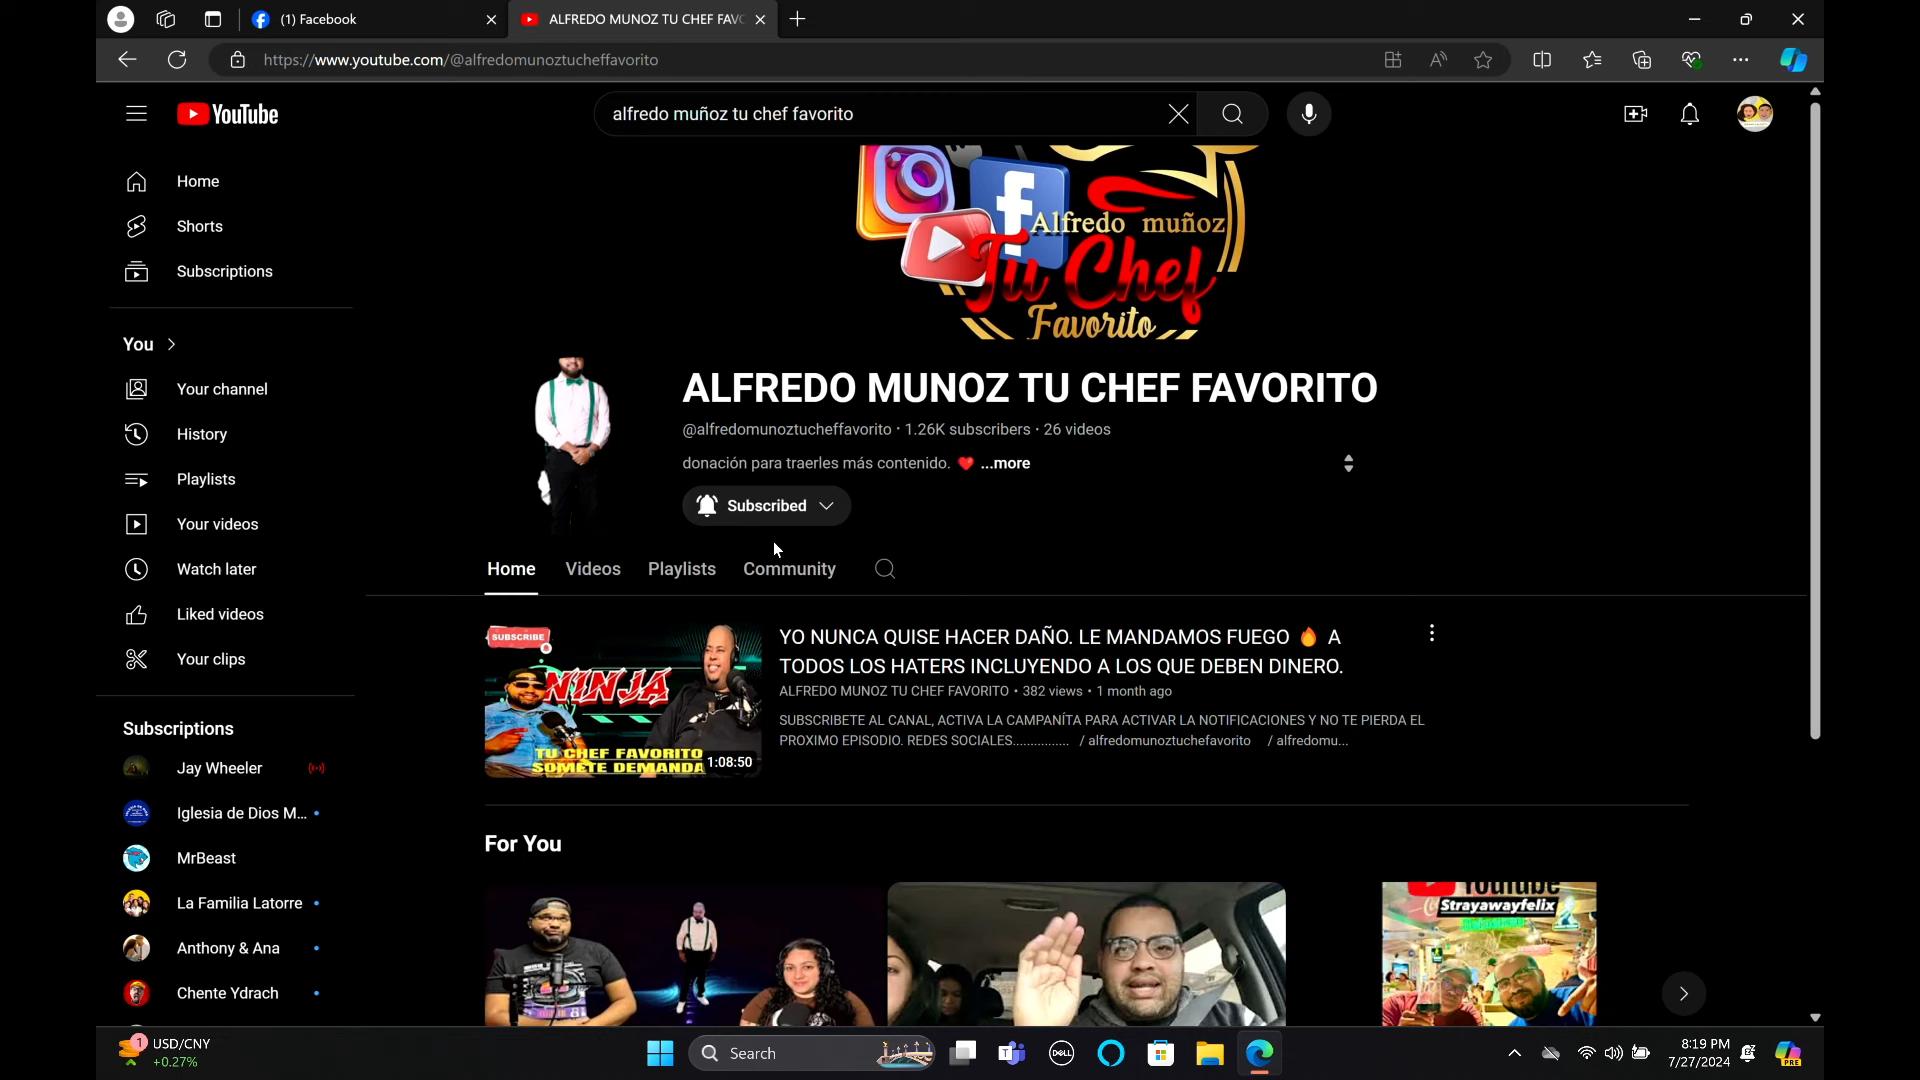 (1) Facebook
ALFREDO MUNOZ TU CHEF FAVO
https://www.youtube.com/@alfredomunoztucheffavorito
YouTube
alfredo muñoz tu chef favorito
Home
Shorts
Subscriptions
You
Your channel
History
Playlists
Your videos
Watch later
Liked videos
Your clips
Subscriptions
Jay Wheeler
Iglesia de Dios M...
MrBeast
La Familia Latorre
Anthony & Ana
Chente Ydrach
Alfredo muñoz
Tu Chef
Favorito
ALFREDO MUNOZ TU CHEF FAVORITO
@alfredomunoztucheffavorito · 1.26K subscribers · 26 videos
donación para traerles más contenido. ❤️ ...more
Subscribed
Home Videos Playlists Community
SUBSCRIBE
NINJA
TU CHEF FAVORITO
SOMETE DEMANDA
1:08:50
YO NUNCA QUISE HACER DAÑO. LE MANDAMOS FUEGO 🔥 A
TODOS LOS HATERS INCLUYENDO A LOS QUE DEBEN DINERO.
ALFREDO MUNOZ TU CHEF FAVORITO • 382 views • 1 month ago
SUBSCRIBETE AL CANAL, ACTIVA LA CAMPANÍTA PARA ACTIVAR LA NOTIFICACIONES Y NO TE PIERDA EL
PROXIMO EPISODIO. REDES SOCIALES............... / alfredomunoztuchefavorito / alfredomu...
For You
YouTube
Strayawayfelix
1
USD/CNY
+0.27%
Search
DELL
8:19 PM
7/27/2024
PRE